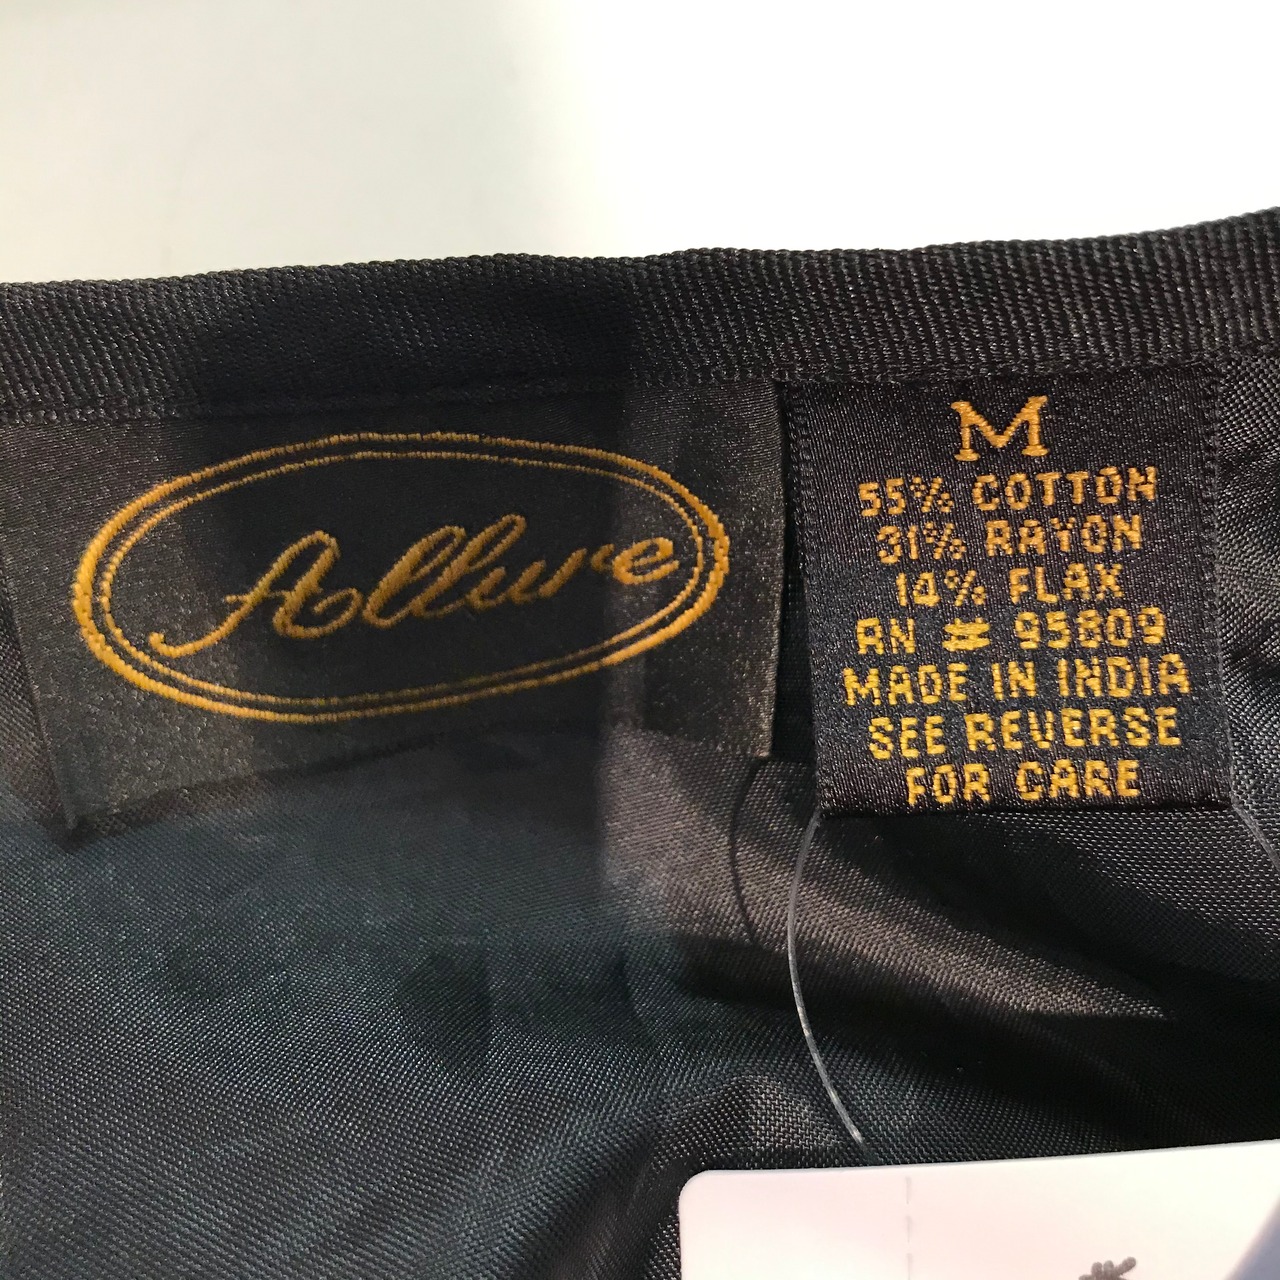 Allure
M
55% COTTON
31% RAYON
14% FLAX
RN # 95809
MADE IN INDIA
SEE REVERSE
FOR CARE